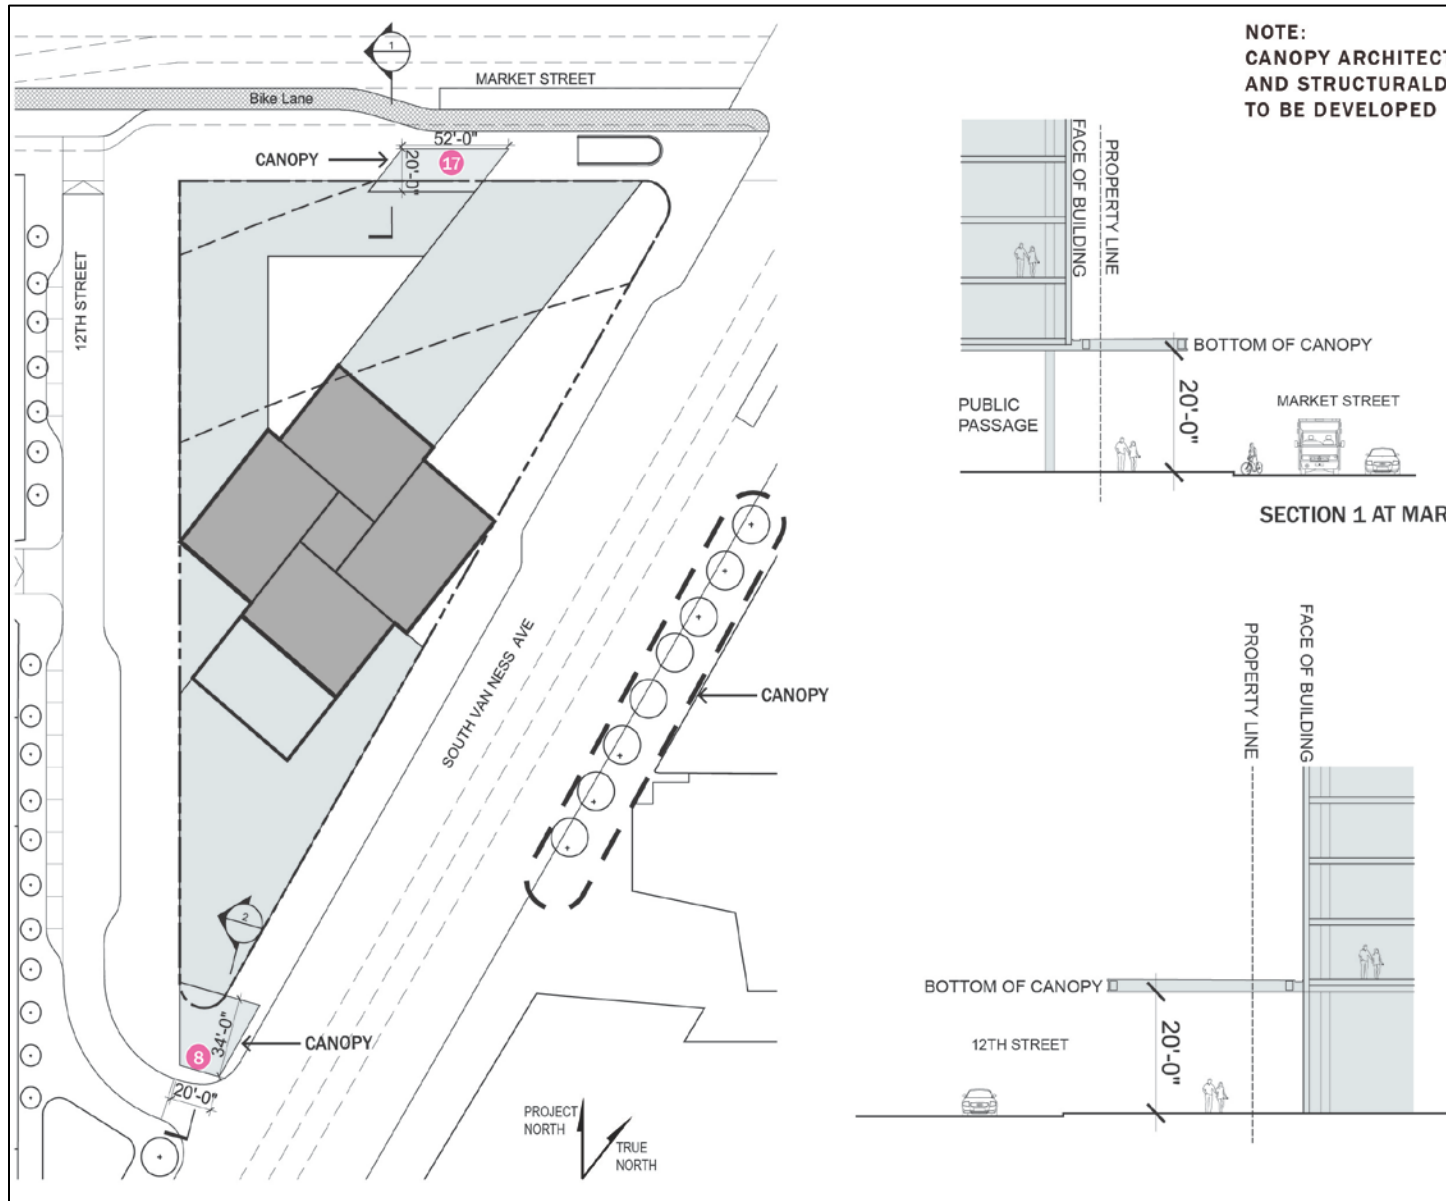 NOTE:
CANOPY ARCHITECT
AND STRUCTURALD
TO BE DEVELOPED
1
MARKET STREET
Bike Lane
52'-0"
CANOPY
17
20'-0"
12TH STREET
SOUTH VAN NESS AVE
CANOPY
2
34'-0"
CANOPY
8
20'-0"
PROJECT
NORTH
TRUE
NORTH
FACE OF BUILDING
PROPERTY LINE
BOTTOM OF CANOPY
20'-0"
PUBLIC
PASSAGE
MARKET STREET
SECTION 1 AT MAR
PROPERTY LINE
FACE OF BUILDING
BOTTOM OF CANOPY
20'-0"
12TH STREET